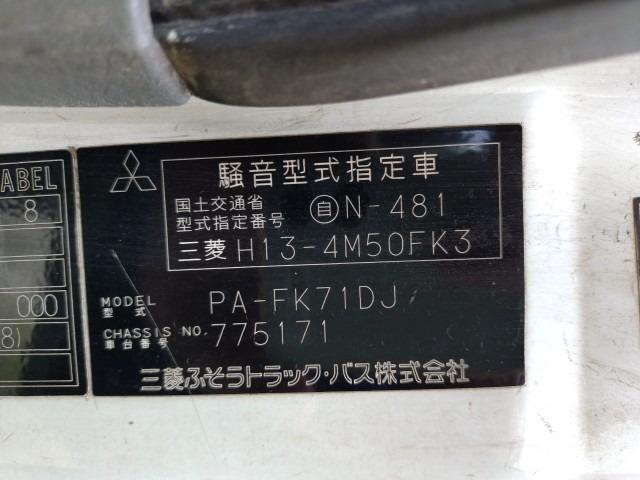 ABEL
8
000
8)
騒音型式指定車
国土交通省
型式指定番号 自 N-481
三菱 H13-4M50FK3
MODEL
型式
PA-FK71DJ
CHASSIS NO.
車台番号
775171
三菱ふそうトラック・バス株式会社